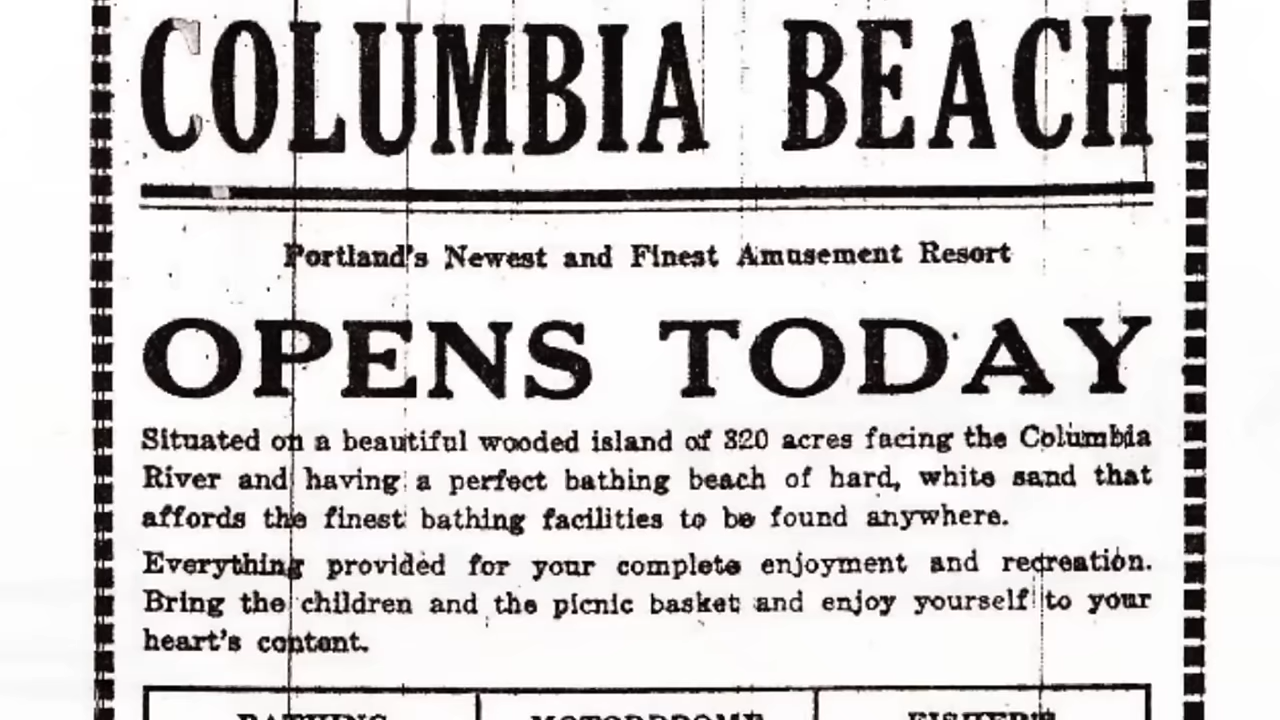 COLUMBIA BEACH
Portland's Newest and Finest Amusement Resort
OPENS TODAY
Situated on a beautiful wooded island of 320 acres facing the Columbia
River and having a perfect bathing beach of hard, white sand that
affords the finest bathing facilities to be found anywhere.
Everything provided for your complete enjoyment and recreation.
Bring the children and the picnic basket and enjoy yourself to your
heart's content.
BATHING MOTORDROME